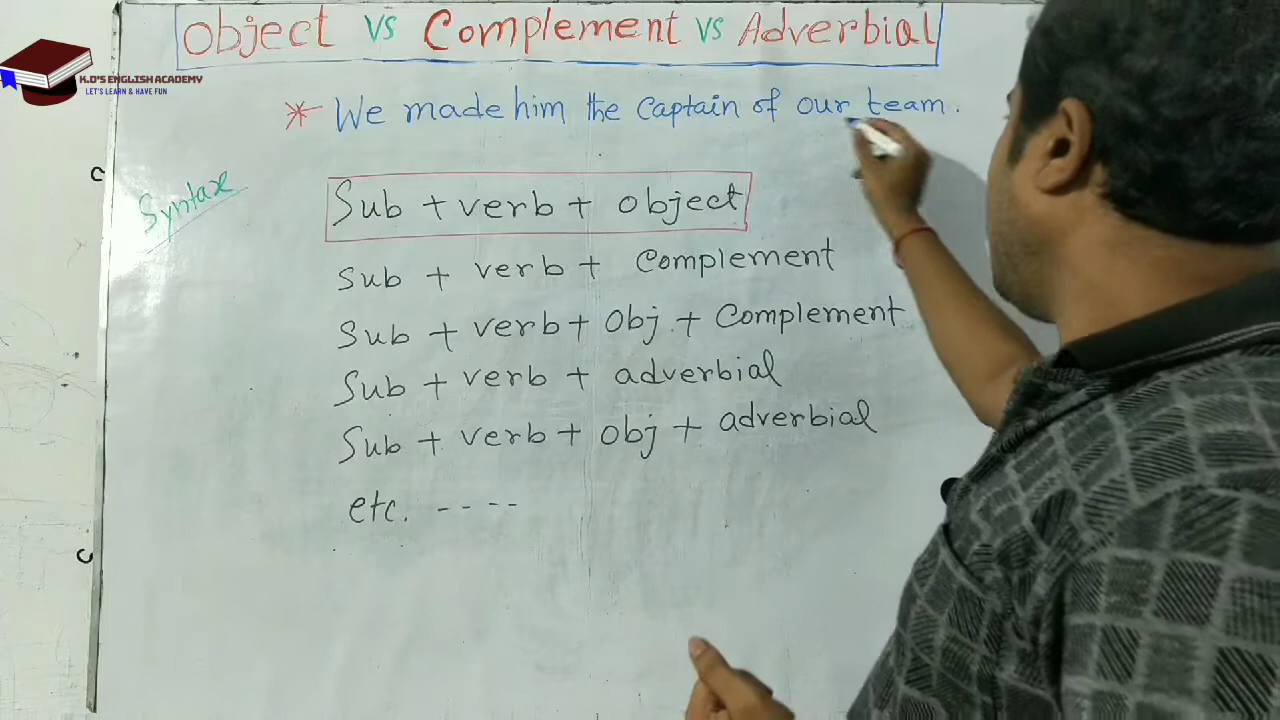 Object vs Complement vs Adverbial
K.D'S ENGLISH ACADEMY
LET'S LEARN & HAVE FUN
* We made him the Captain of our team.
Syntax
Sub + verb + object
Sub + verb + Complement
Sub + verb + Obj + Complement
Sub + verb + adverbial
Sub + verb + obj + adverbial
etc. ----